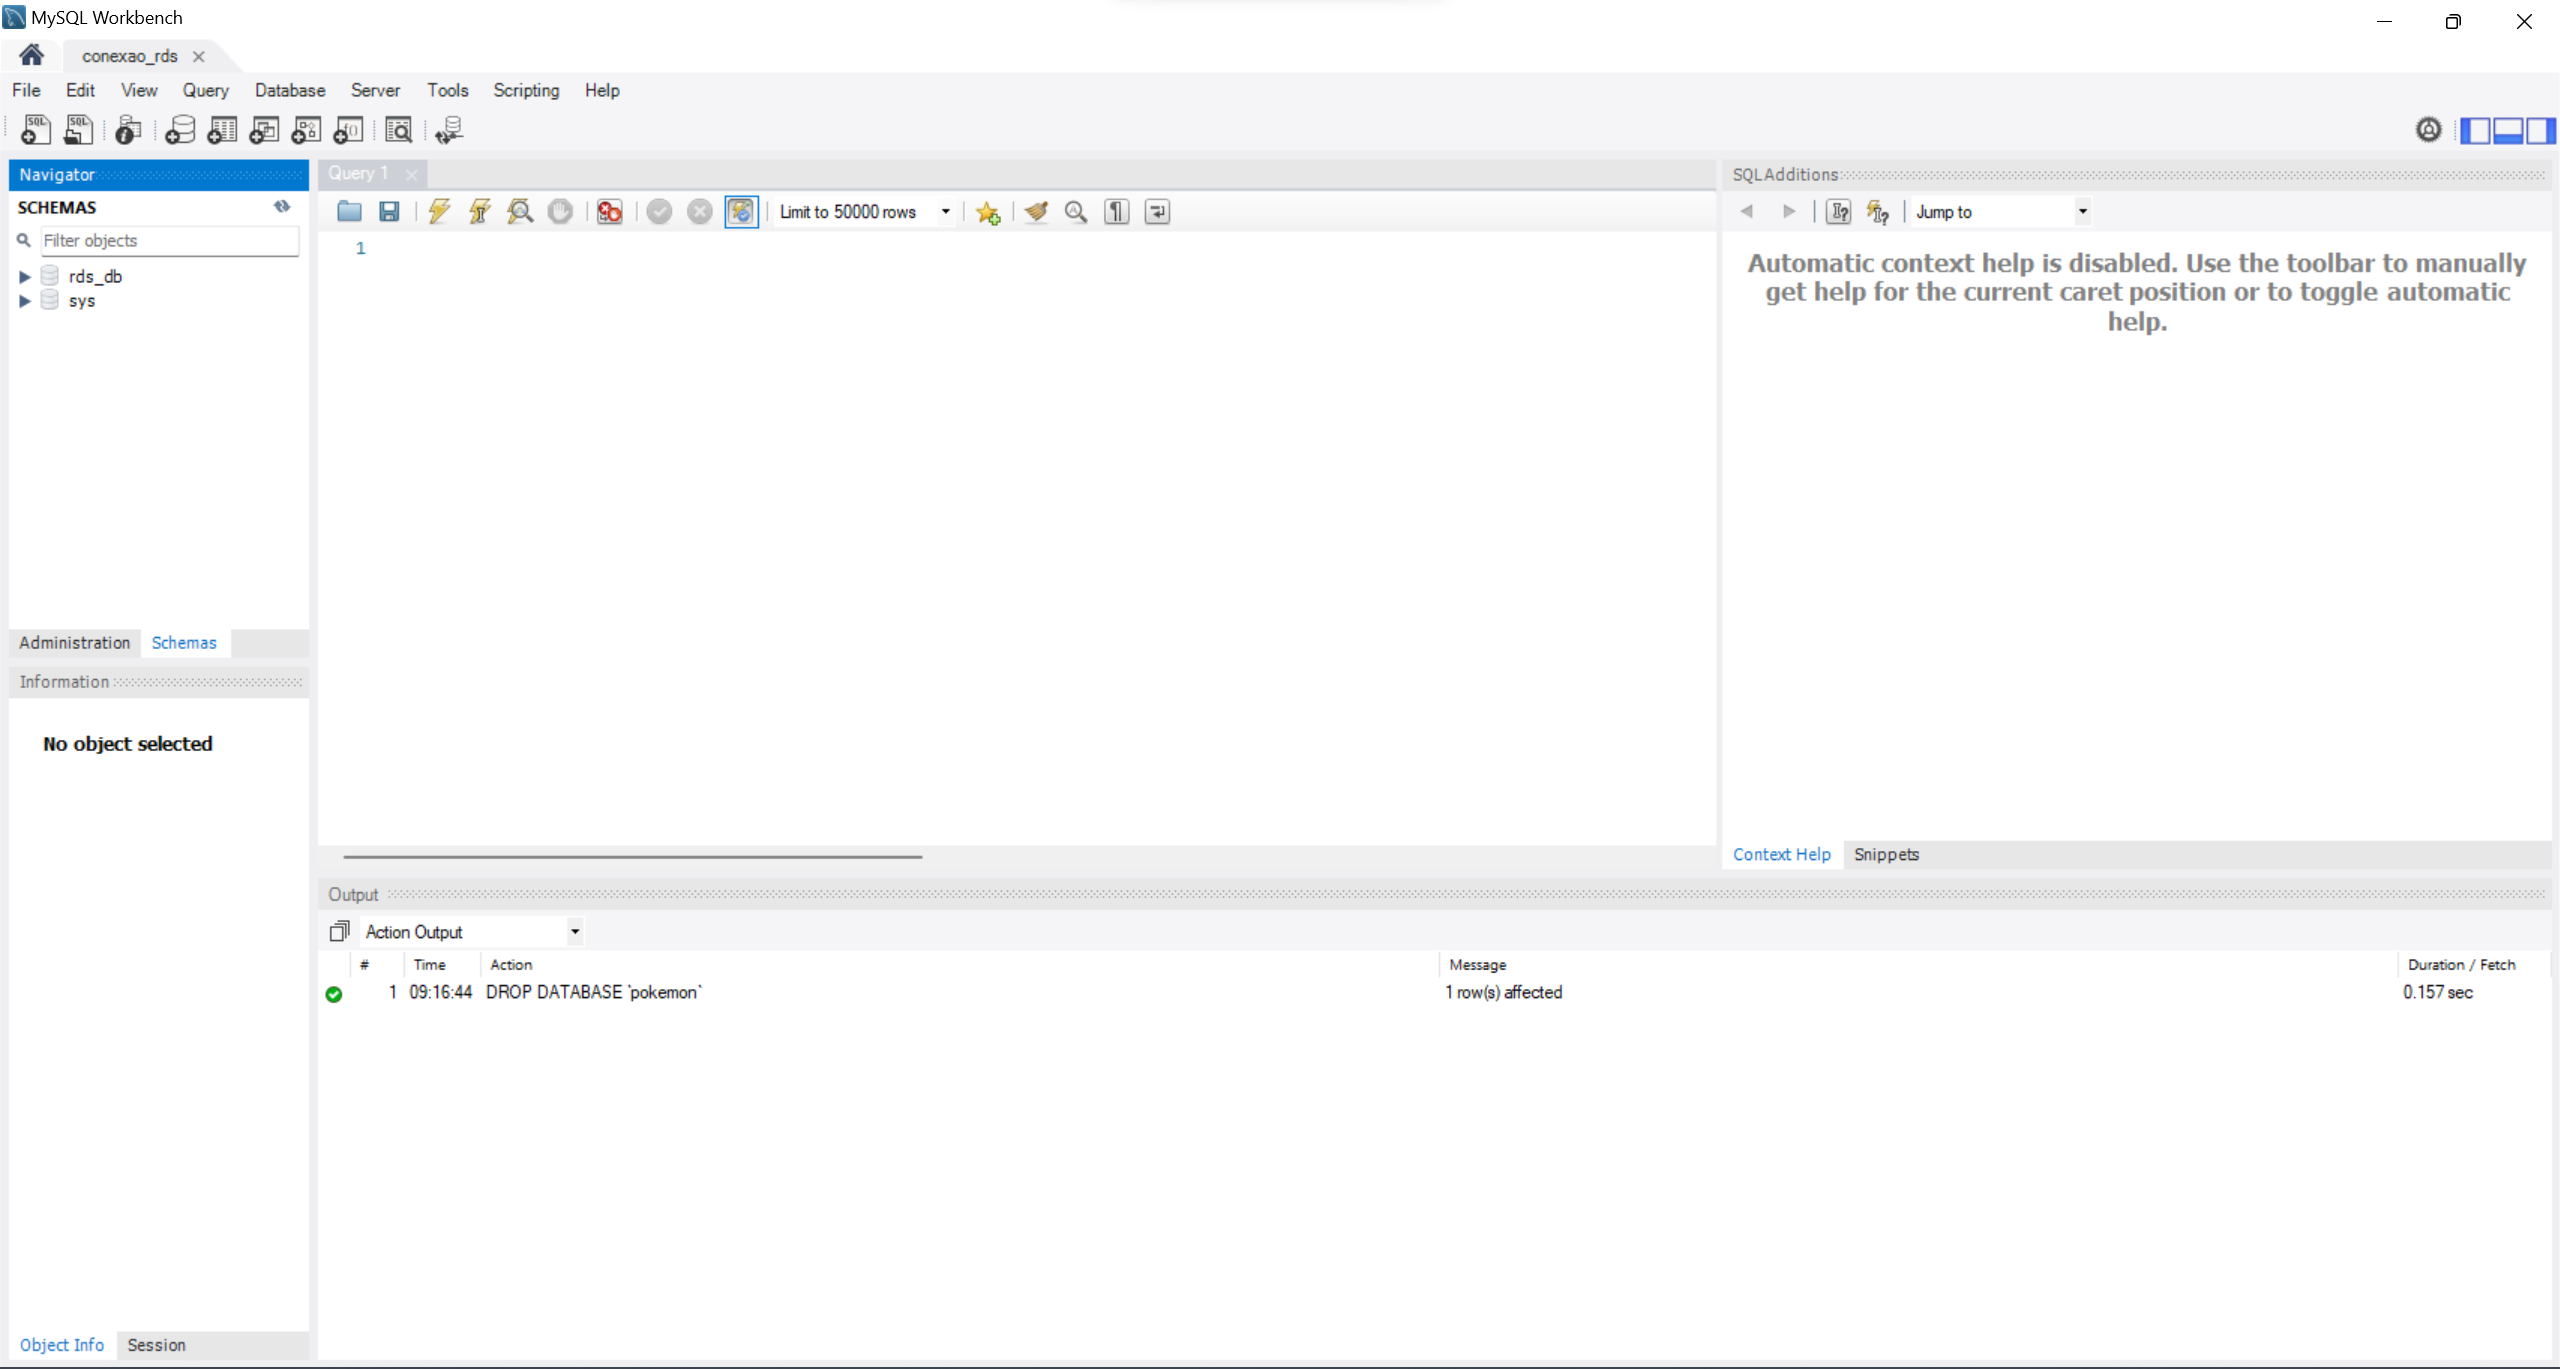 MySQL Workbench
conexao_rds
File Edit View Query Database Server Tools Scripting Help
SQL SQL
Navigator
SCHEMAS
Filter objects
rds_db
sys
Administration Schemas
Information
No object selected
Object Info Session
Query 1
Limit to 50000 rows
1
SQLAdditions
Jump to
Automatic context help is disabled. Use the toolbar to manually
get help for the current caret position or to toggle automatic
help.
Context Help Snippets
Output
Action Output
# Time Action Message Duration / Fetch
1 09:16:44 DROP DATABASE `pokemon` 1 row(s) affected 0.157 sec